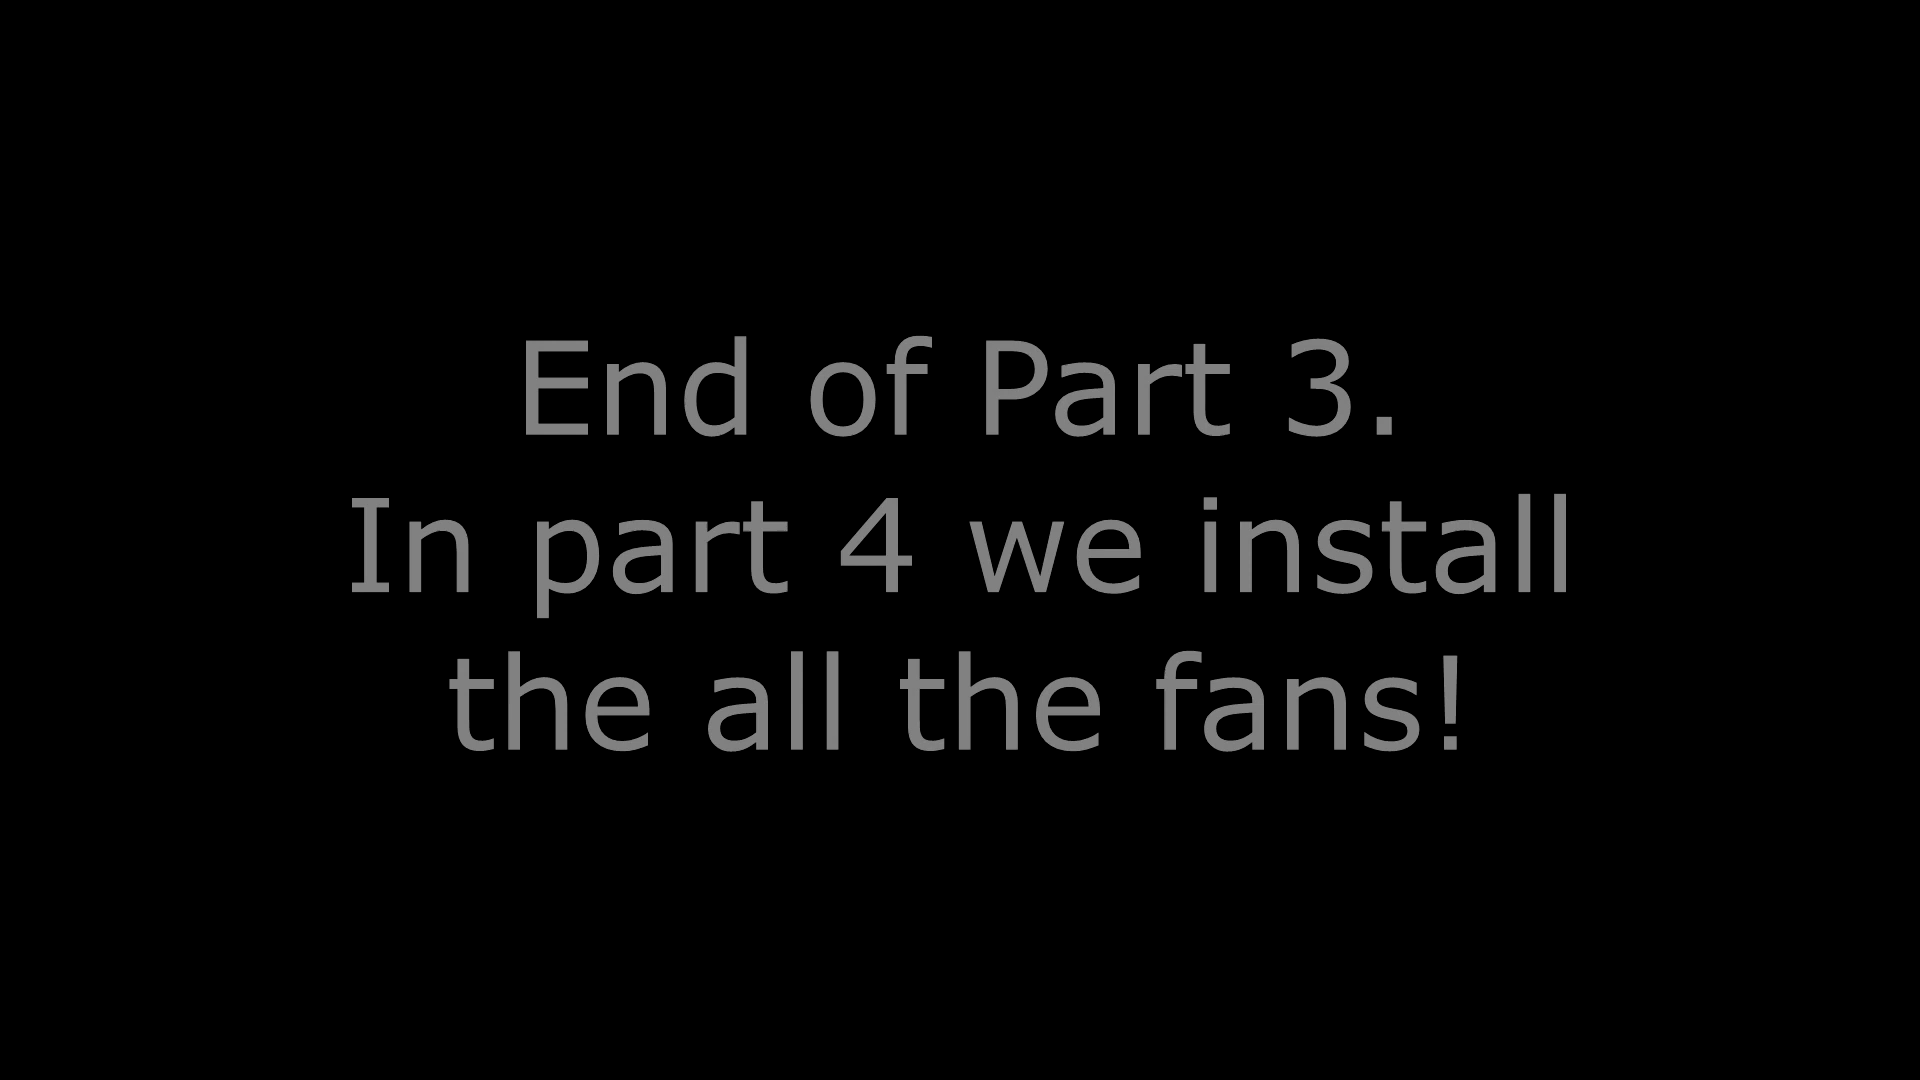 End of Part 3.
In part 4 we install
the all the fans!